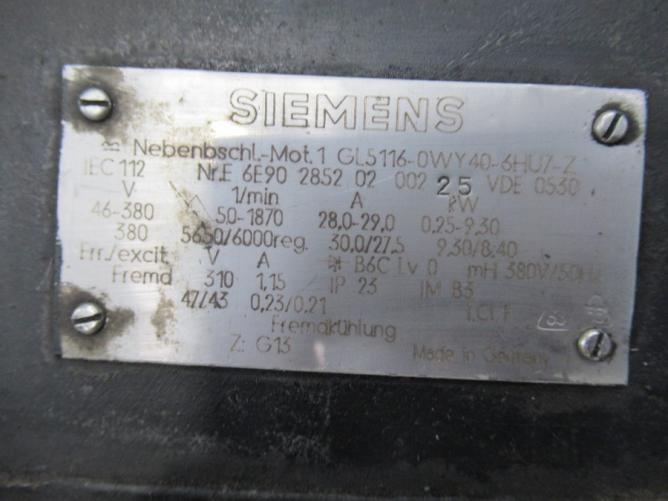 SIEMENS
Nebenbschl.-Mot. 1 GL5116-0WY40-6HU7-Z
IEC 112 Nr.E 6E90 2852 02 002 25 VDE 0530
V 1/min A kW
46-380 50-1870 28,0-29,0 0,25-9,30
380 5650/6000reg. 30,0/27,5 9,30/8,40
Err./excit. V A B6C Lv 0 mH 380V/50Hz
Fremd 310 1,15 IP 23 IM B3
47/43 0,23/0,21 I.Cl.F
Fremdkühlung
Z: G13 Made in Germany